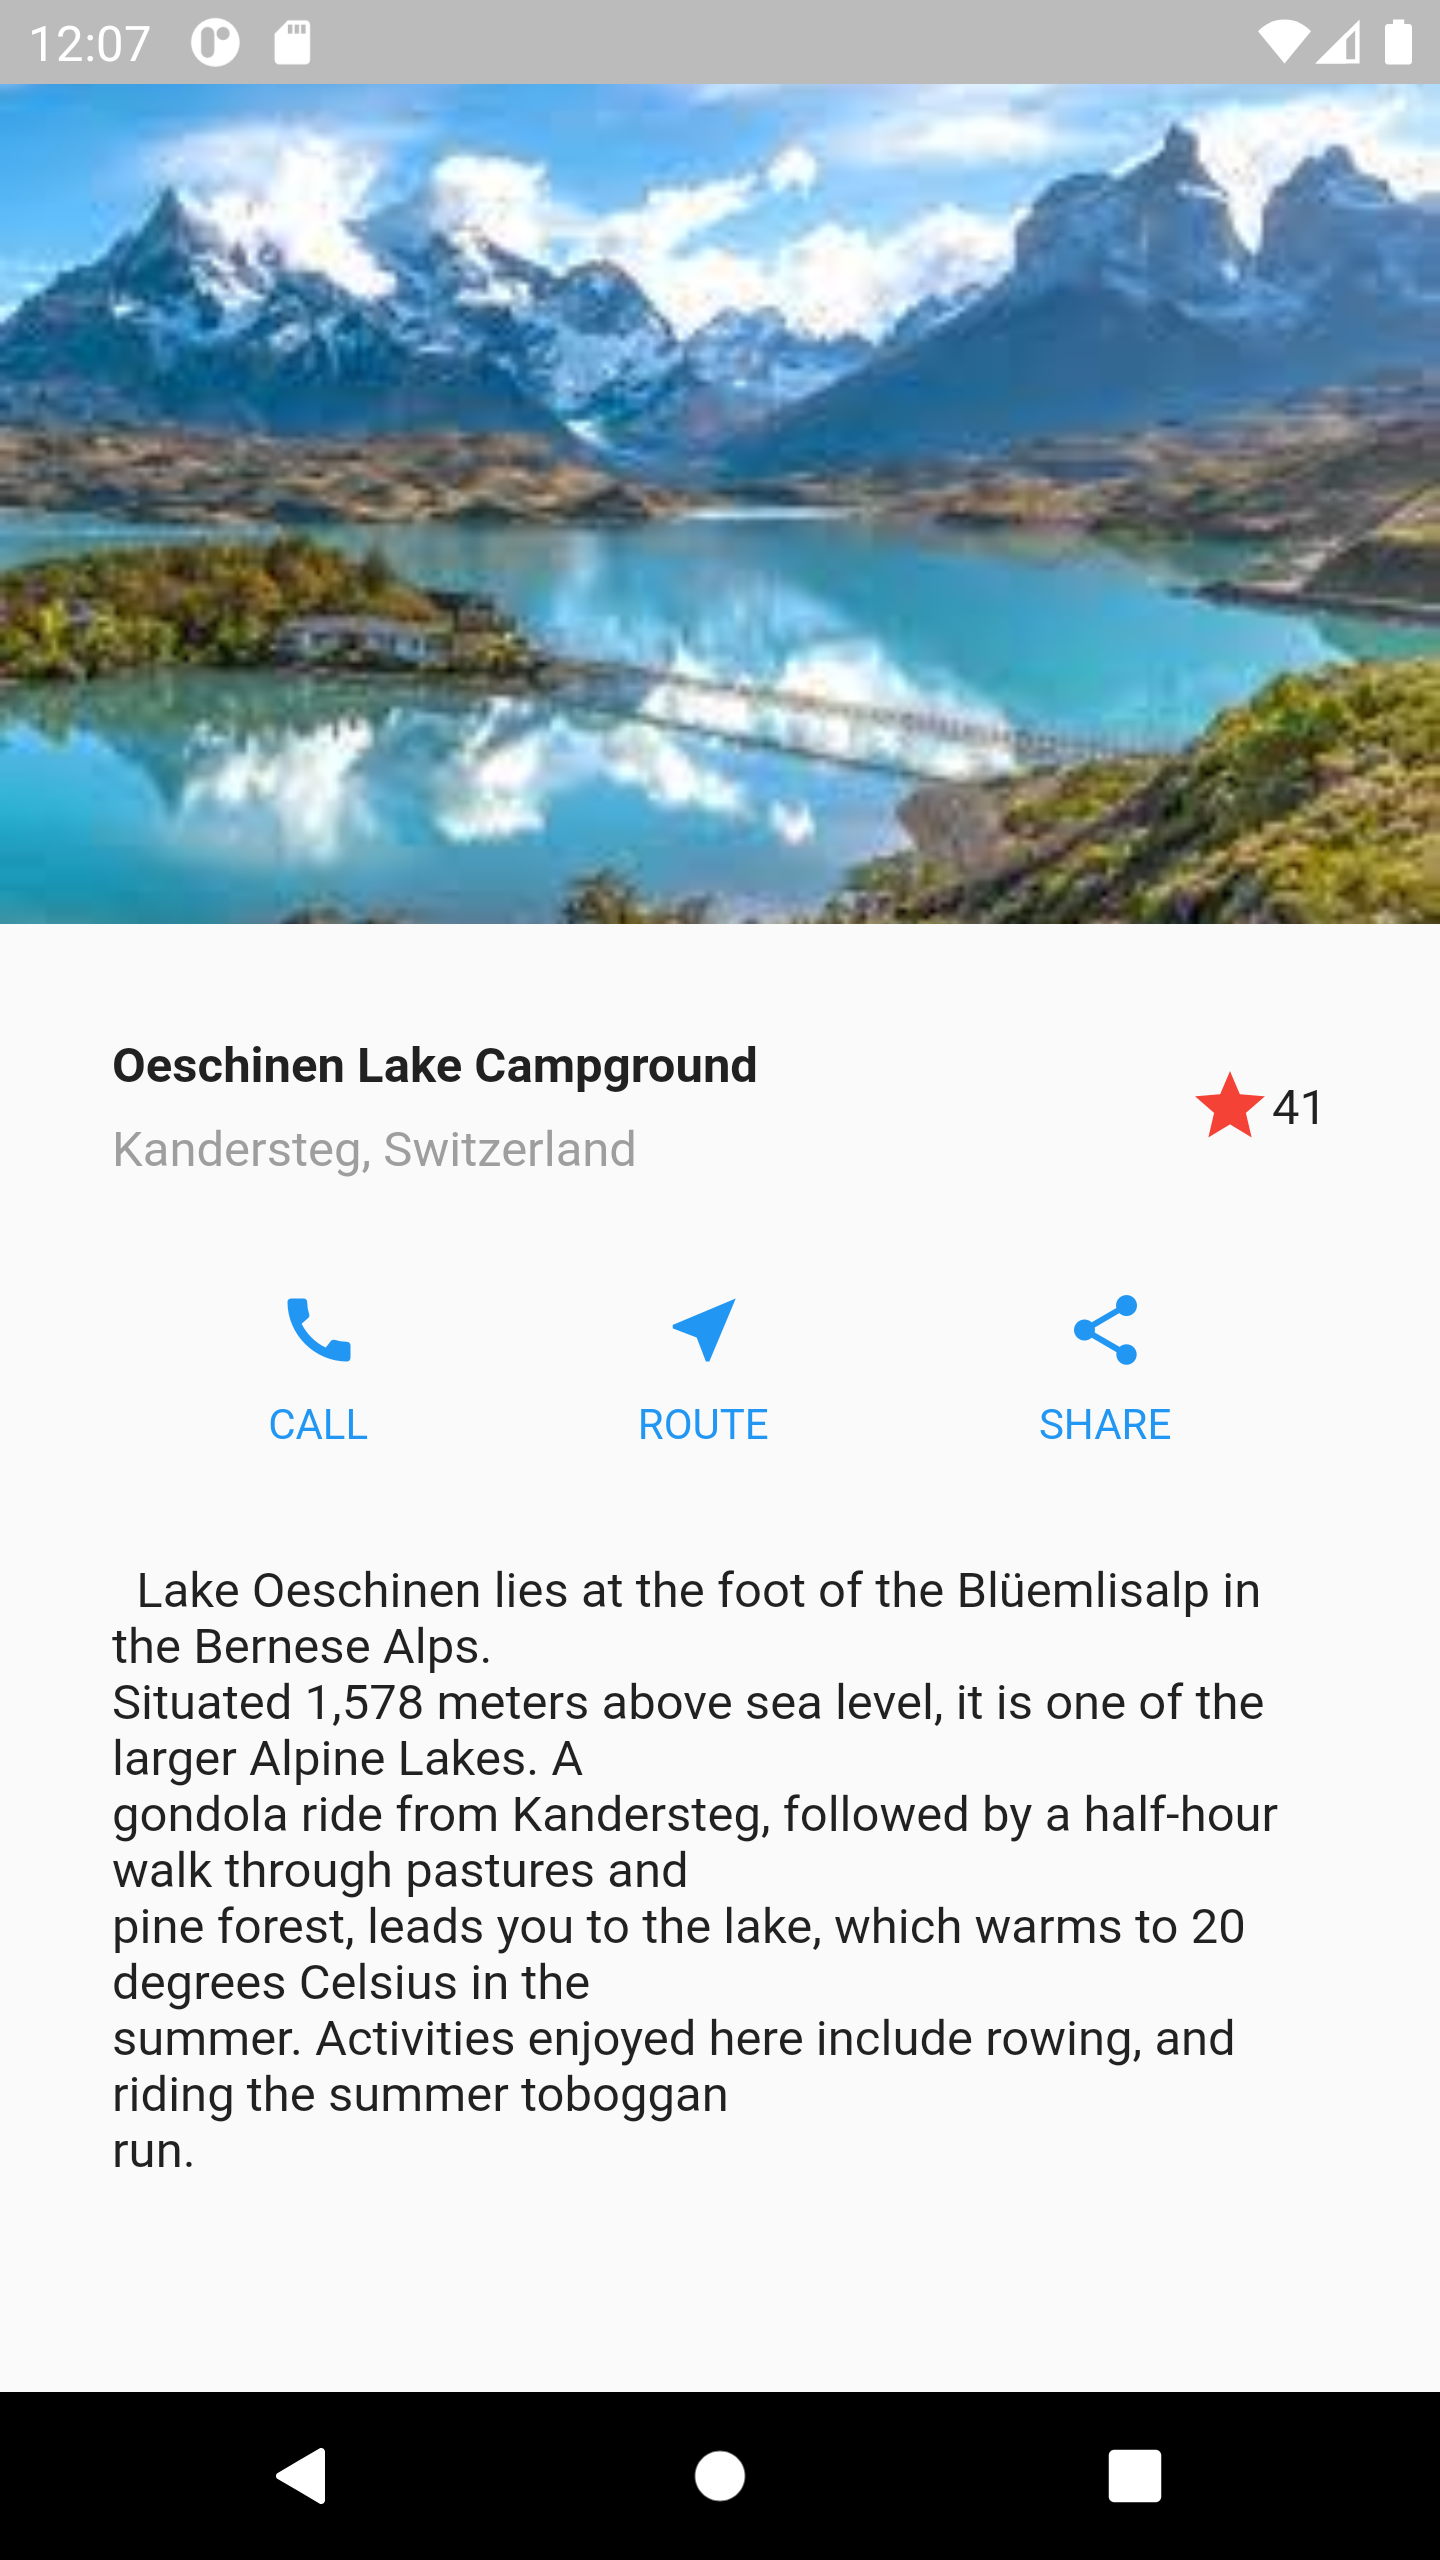 12:07
Oeschinen Lake Campground
41
Kandersteg, Switzerland
CALL
ROUTE
SHARE
Lake Oeschinen lies at the foot of the Blüemlisalp in
the Bernese Alps.
Situated 1,578 meters above sea level, it is one of the
larger Alpine Lakes. A
gondola ride from Kandersteg, followed by a half-hour
walk through pastures and
pine forest, leads you to the lake, which warms to 20
degrees Celsius in the
summer. Activities enjoyed here include rowing, and
riding the summer toboggan
run.